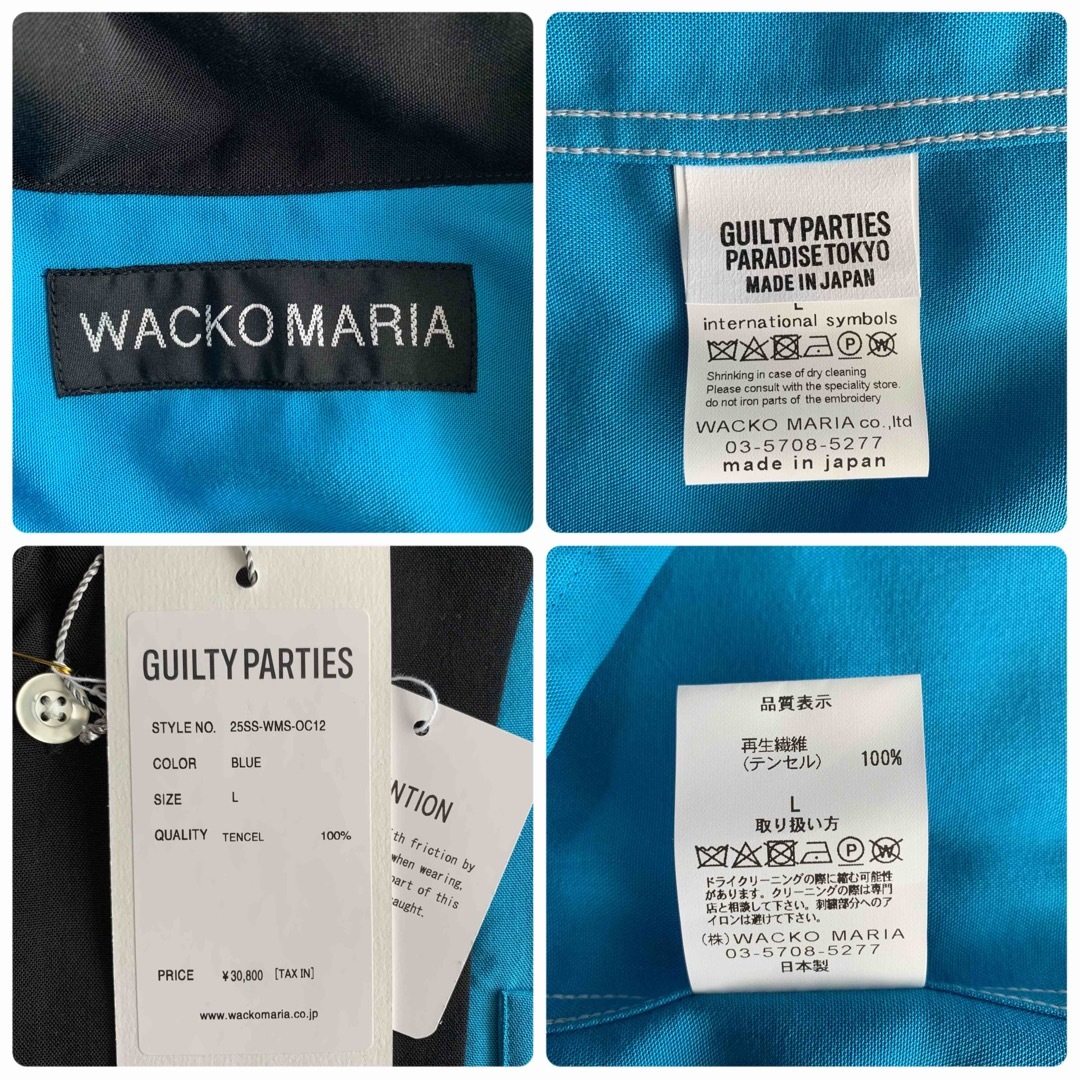 WACKO MARIA
GUILTY PARTIES
PARADISE TOKYO
MADE IN JAPAN
L
international symbols
Shrinking in case of dry cleaning
Please consult with the speciality store.
do not iron parts of the embroidery
WACKO MARIA co.,ltd
03-5708-5277
made in japan
GUILTY PARTIES
STYLE NO. 25SS-WMS-OC12
COLOR BLUE
SIZE L
QUALITY TENCEL 100%
PRICE ¥30,800 [TAX IN]
www.wackomaria.co.jp
friction by
when wearing.
of this
品質表示
再生繊維
(テンセル) 100%
L
取り扱い方
ドライクリーニングの際に縮む可能性
があります。クリーニングの際は専門
店と相談して下さい。刺繍部分へのア
イロンは避けて下さい。
(株)WACKO MARIA
03-5708-5277
日本製